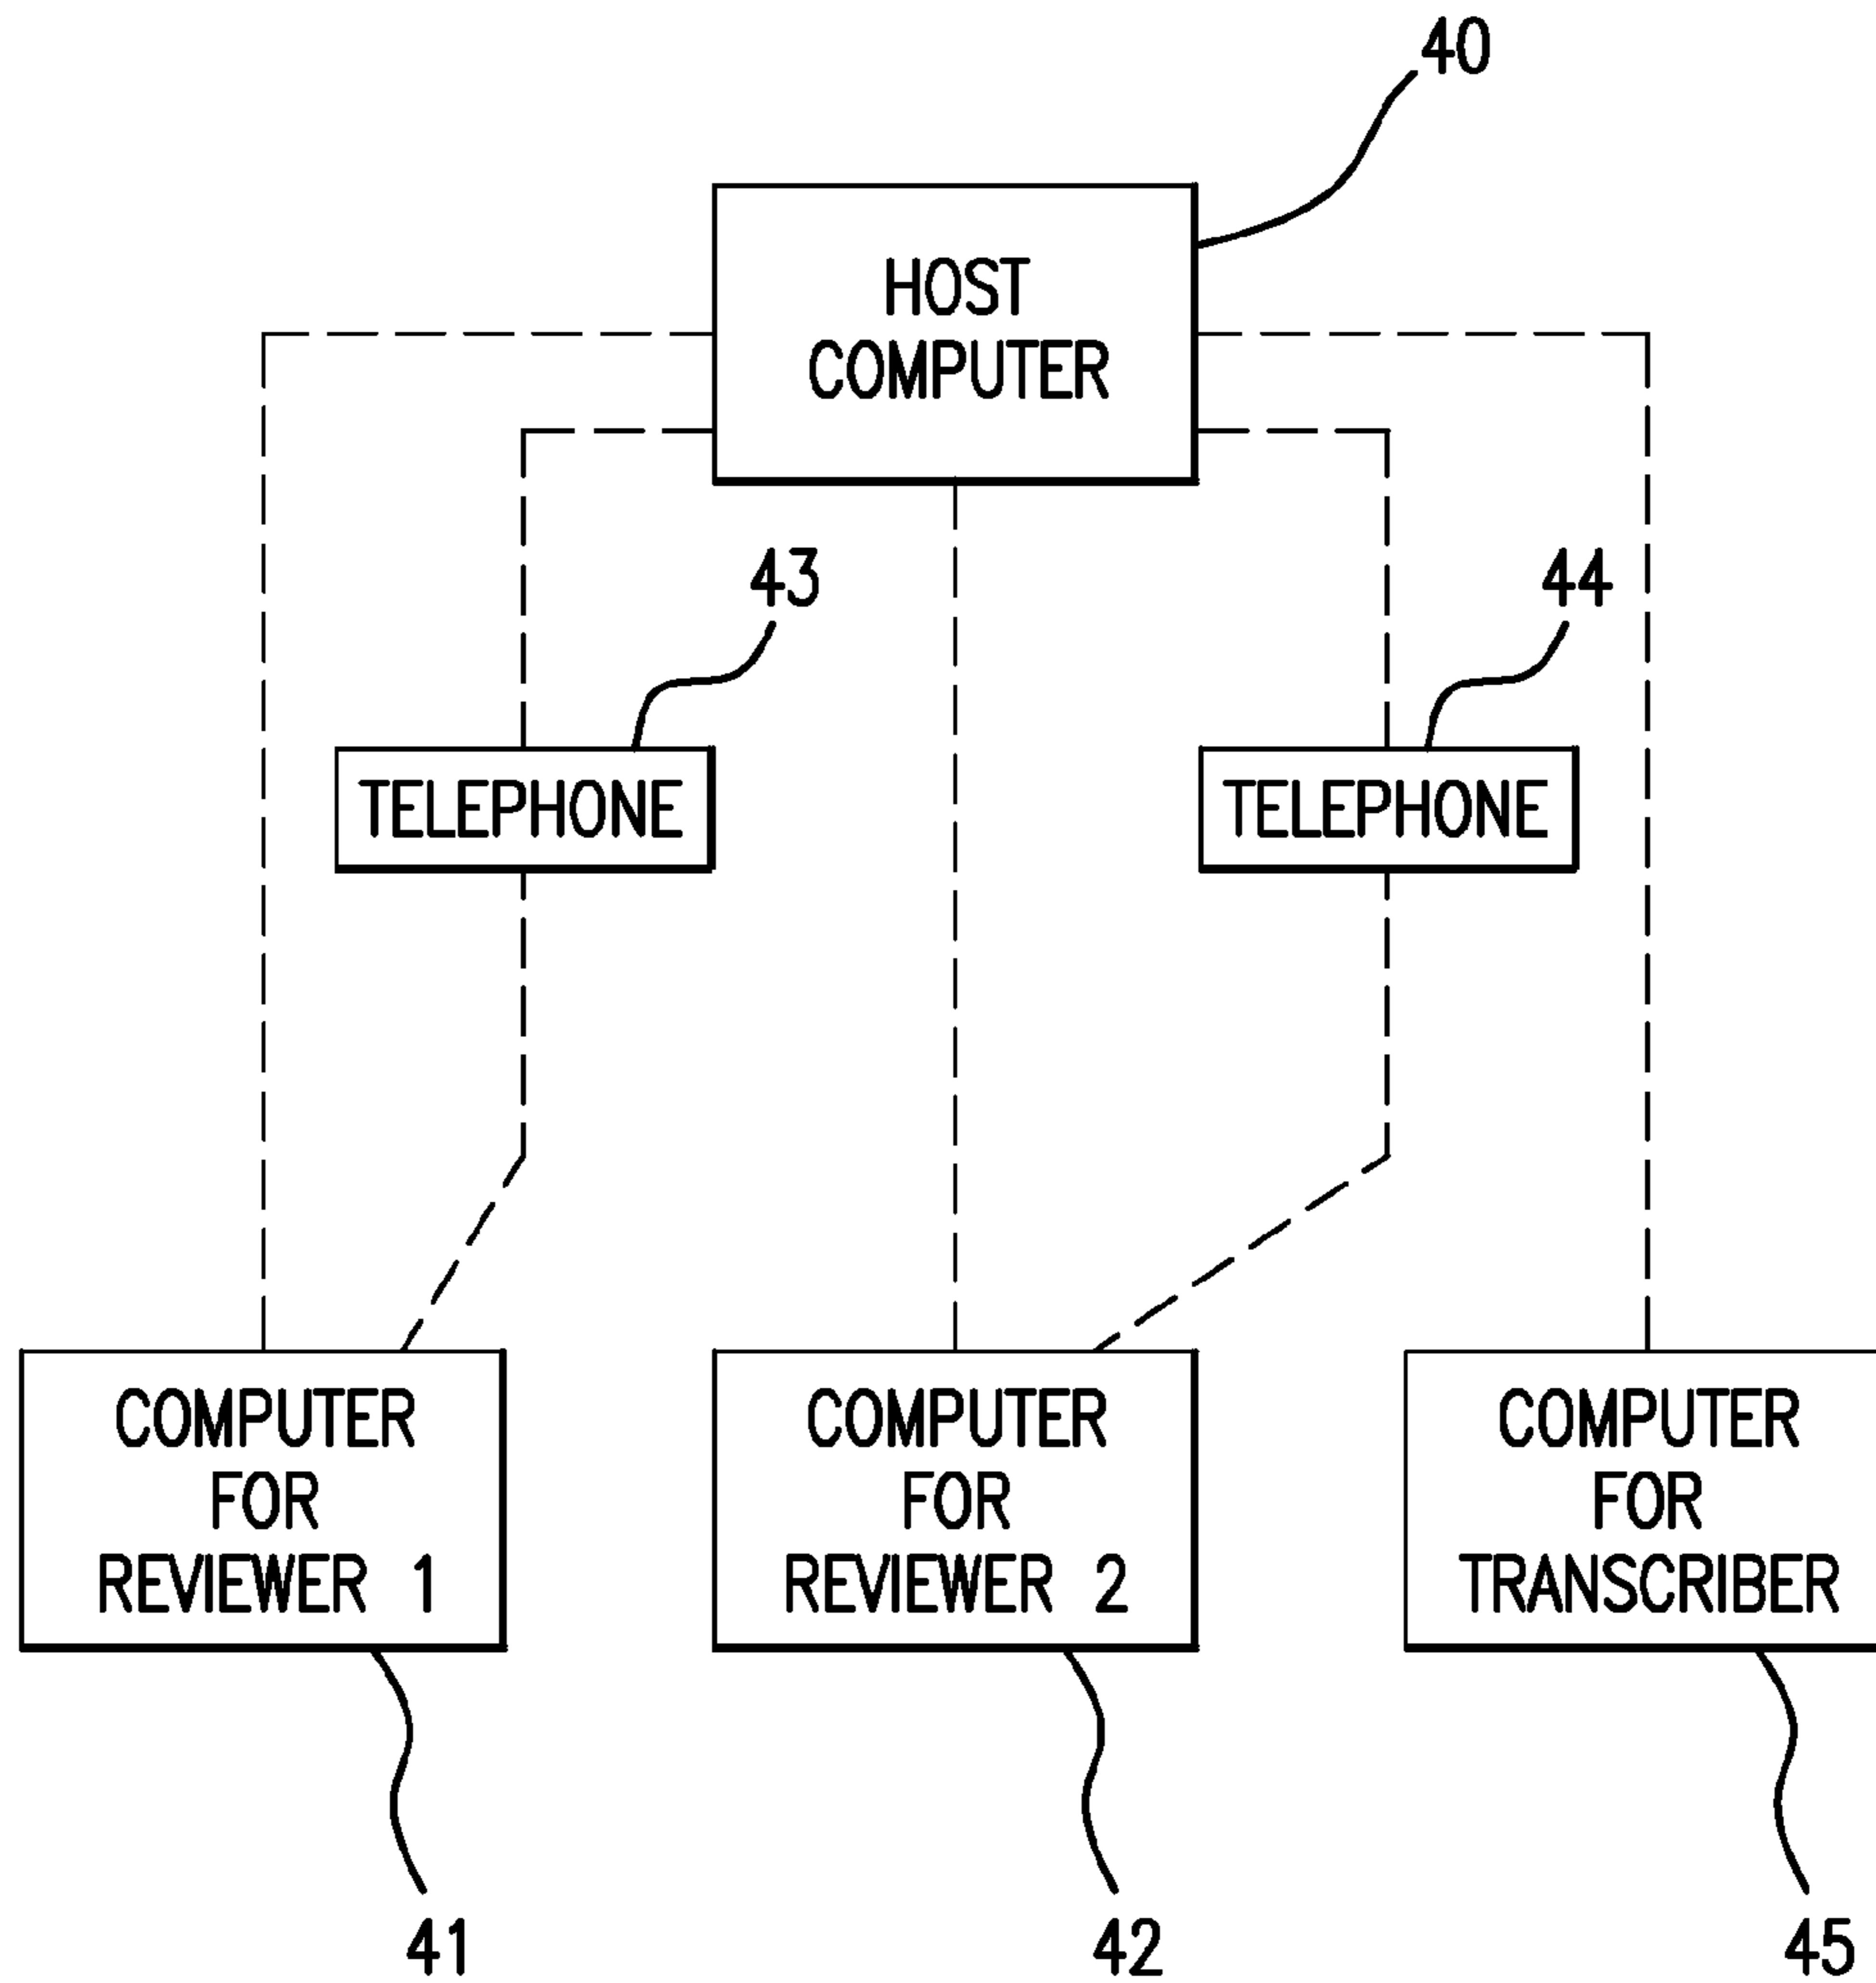 40
HOST
COMPUTER
43
44
TELEPHONE
TELEPHONE
COMPUTER
FOR
REVIEWER 1
COMPUTER
FOR
REVIEWER 2
COMPUTER
FOR
TRANSCRIBER
41
42
45